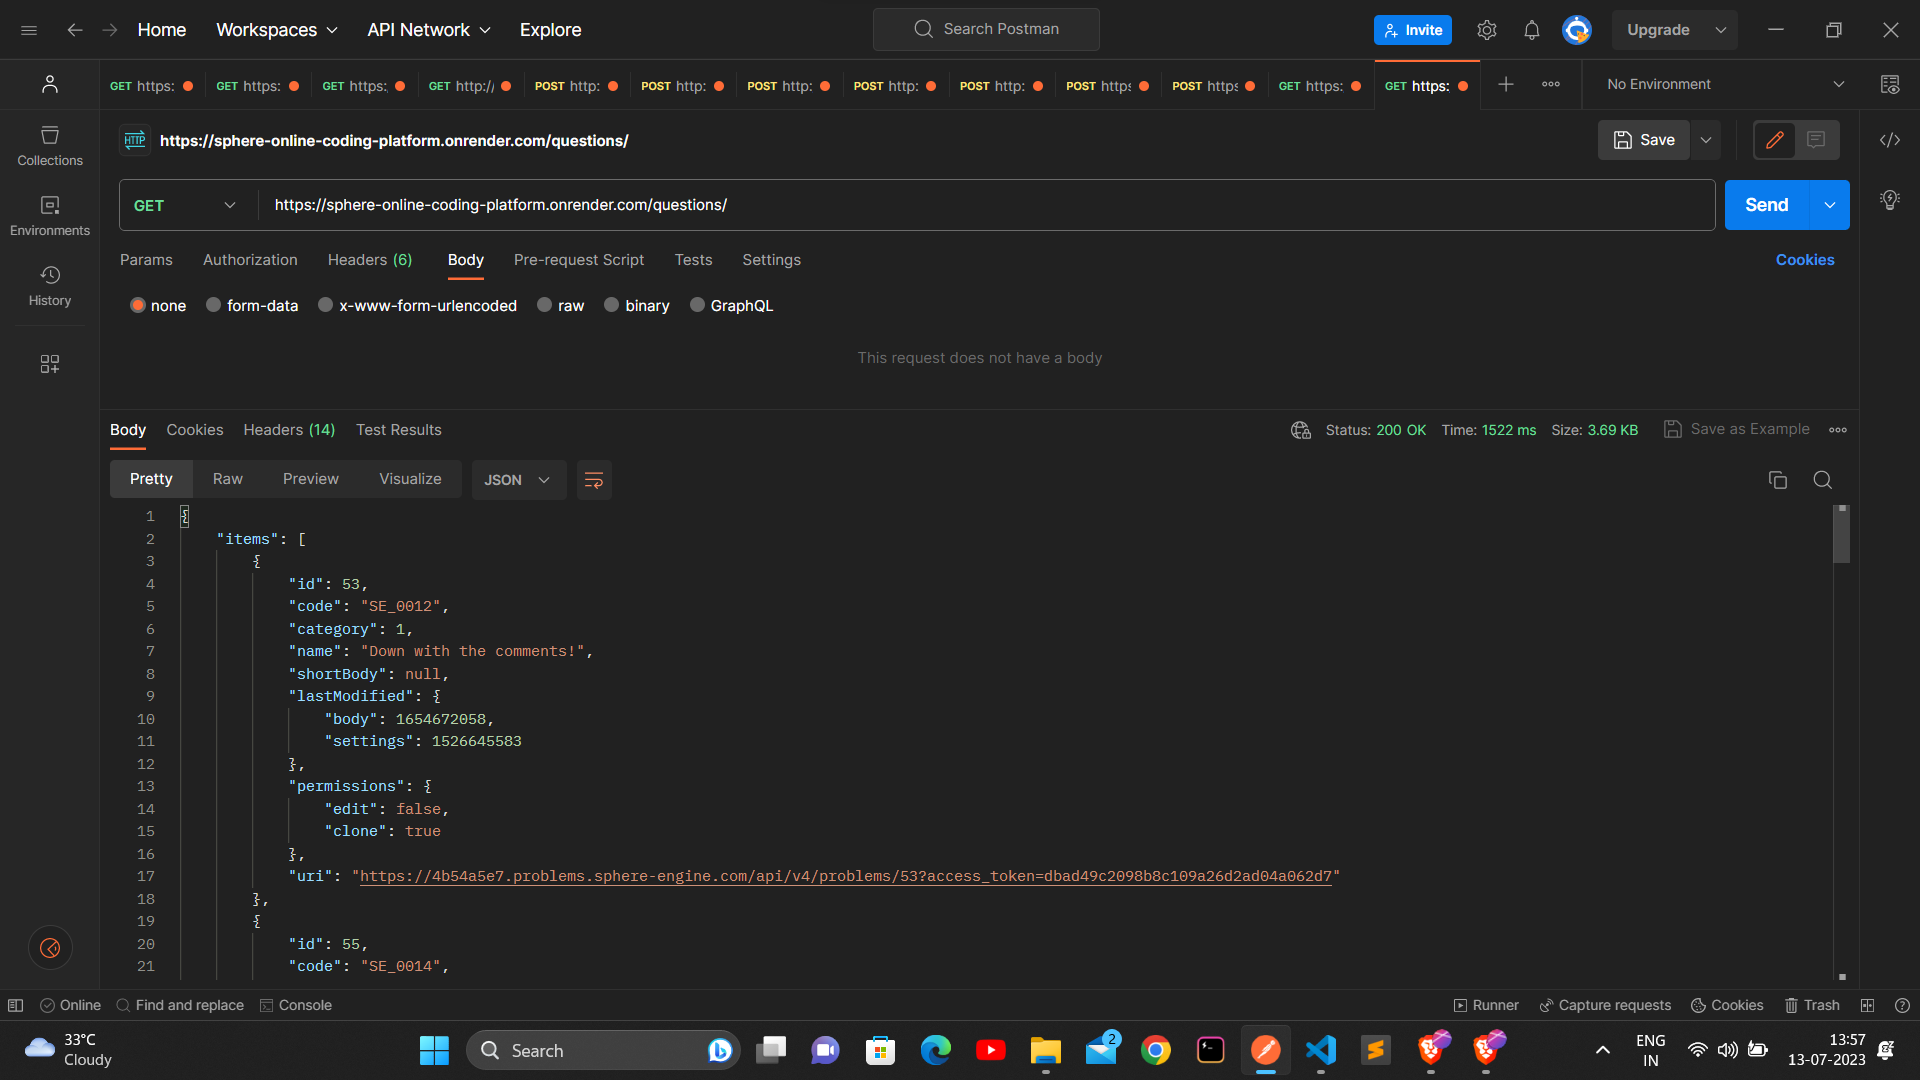 Home Workspaces API Network Explore Search Postman Invite Upgrade
GET https: GET https: GET https: GET http:// POST http: POST http: POST http: POST http: POST http: POST https POST https GET https: GET https: No Environment
HTTP https://sphere-online-coding-platform.onrender.com/questions/ Save
Collections
Environments
History
GET https://sphere-online-coding-platform.onrender.com/questions/ Send
Params Authorization Headers (6) Body Pre-request Script Tests Settings Cookies
none form-data x-www-form-urlencoded raw binary GraphQL
This request does not have a body
Body Cookies Headers (14) Test Results Status: 200 OK Time: 1522 ms Size: 3.69 KB Save as Example
Pretty Raw Preview Visualize JSON
1 {
2 "items": [
3 {
4 "id": 53,
5 "code": "SE_0012",
6 "category": 1,
7 "name": "Down with the comments!",
8 "shortBody": null,
9 "lastModified": {
10 "body": 1654672058,
11 "settings": 1526645583
12 },
13 "permissions": {
14 "edit": false,
15 "clone": true
16 },
17 "uri": "https://4b54a5e7.problems.sphere-engine.com/api/v4/problems/53?access_token=dbad49c2098b8c109a26d2ad04a062d7"
18 },
19 {
20 "id": 55,
21 "code": "SE_0014",
Online Find and replace Console Runner Capture requests Cookies Trash
33°C
Cloudy
Search
2
ENG
IN
13:57
13-07-2023